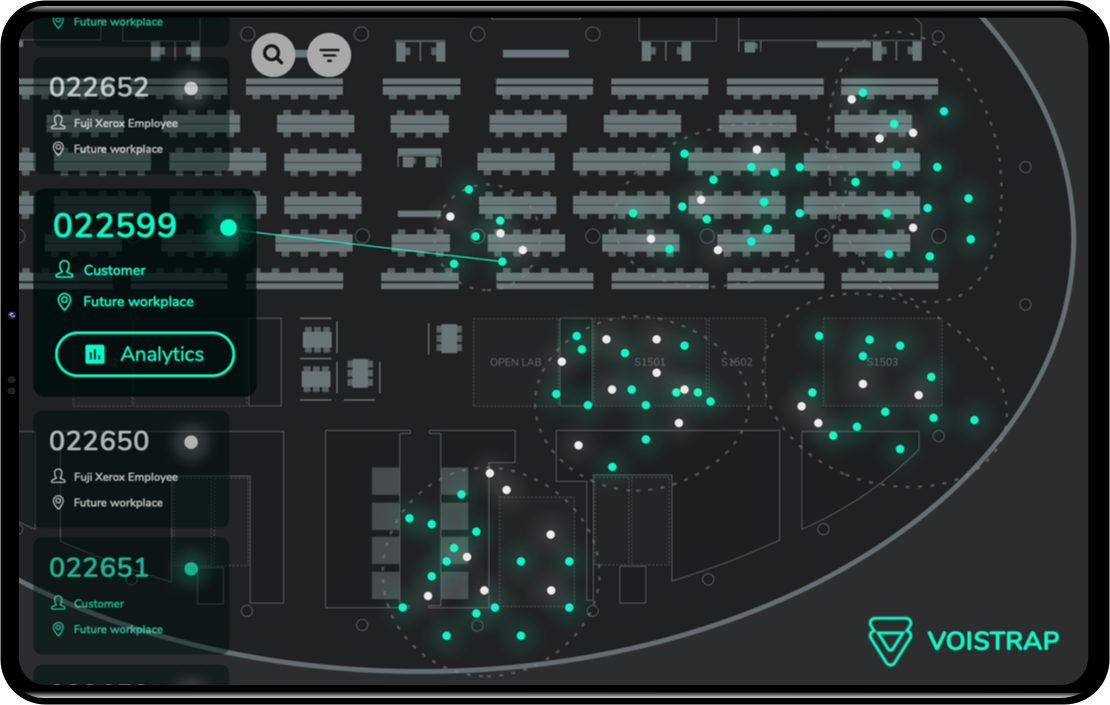 Future workplace
022652
Fuji Xerox Employee
Future workplace
022599
Customer
Future workplace
Analytics
OPEN LAB
S1501
S1502
S1503
022650
Fuji Xerox Employee
Future workplace
022651
Customer
Future workplace
VOISTRAP